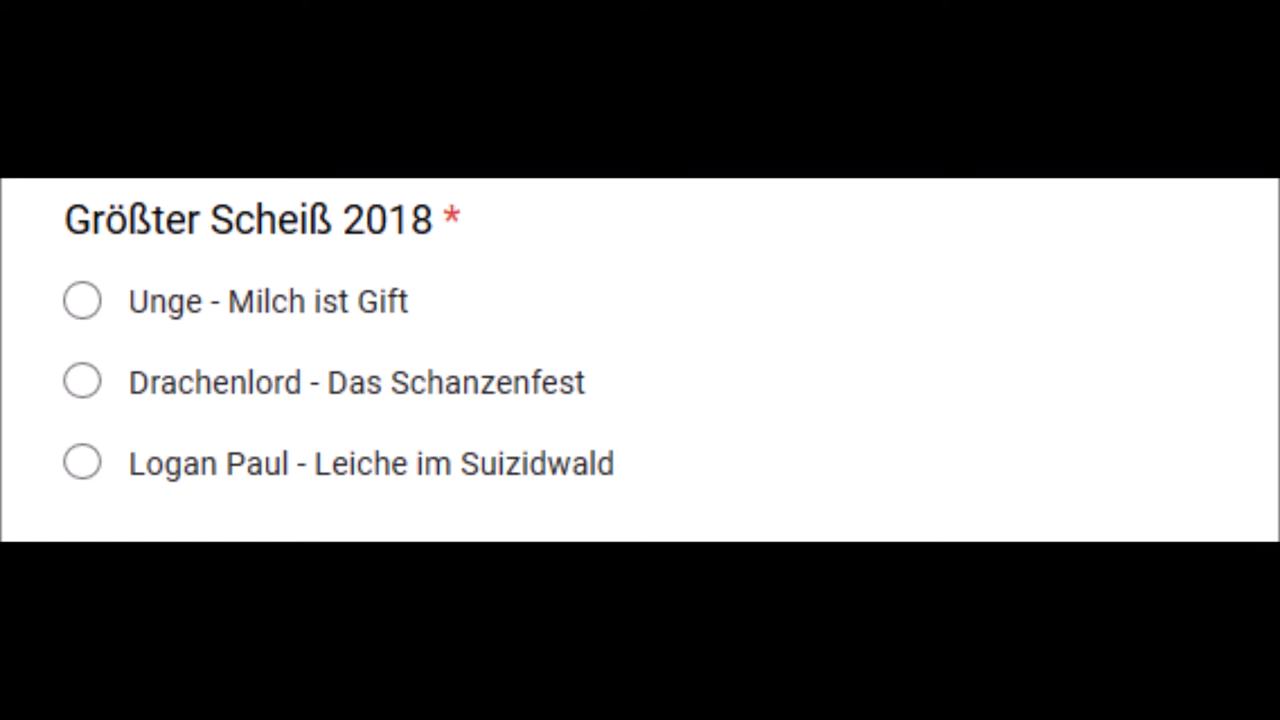 Größter Scheiß 2018 *
Unge - Milch ist Gift
Drachenlord - Das Schanzenfest
Logan Paul - Leiche im Suizidwald